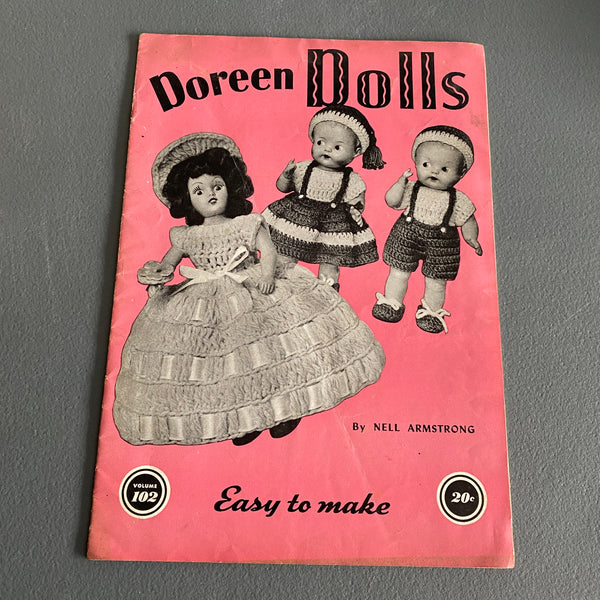 Doreen Dolls
By NELL ARMSTRONG
VOLUME
102
Easy to make
20c